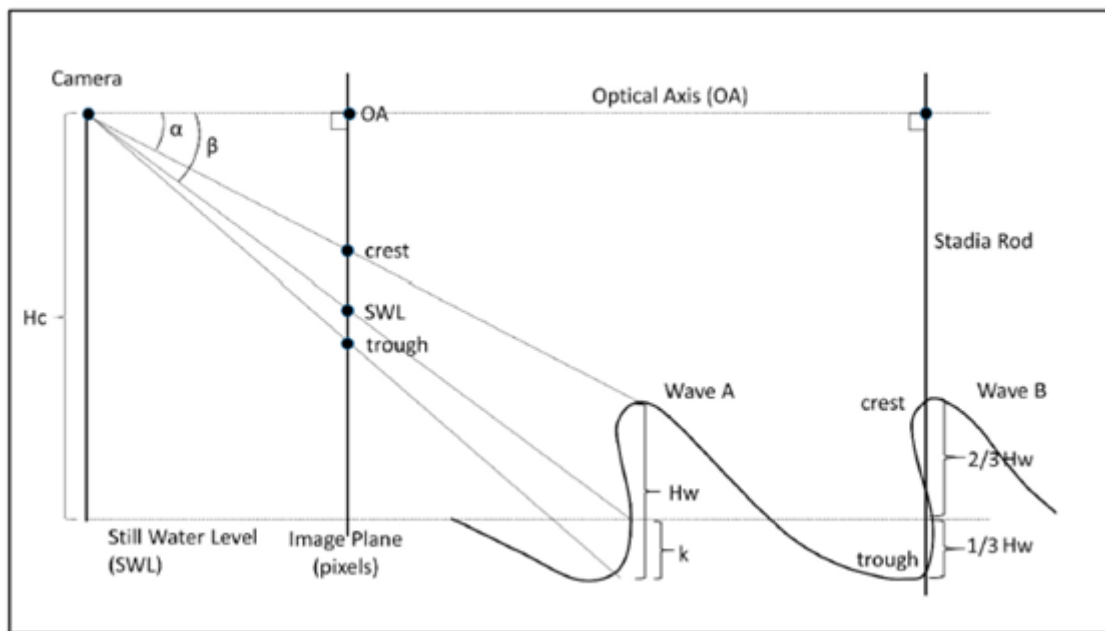 Camera
Optical Axis (OA)
OA
α
β
crest
Stadia Rod
Hc
SWL
trough
Wave A
crest
Wave B
2/3 Hw
Hw
Still Water Level
(SWL)
Image Plane
(pixels)
k
trough
1/3 Hw